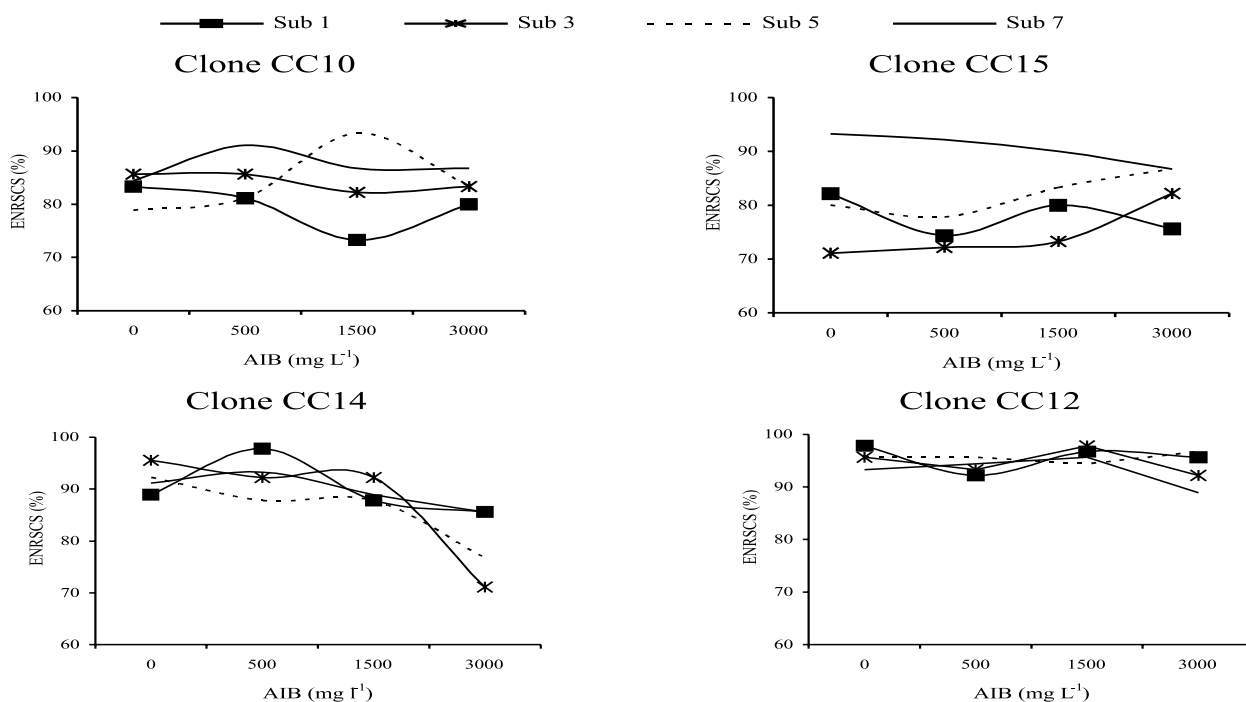 Sub 1 Sub 3 Sub 5 Sub 7
Clone CC10
100
90
80
70
60
ENRSCS (%)
0 500 1500 3000
AIB (mg L-1)
Clone CC15
100
90
80
70
60
ENRSCS (%)
0 500 1500 3000
AIB (mg L-1)
Clone CC14
100
90
80
70
60
ENRSCS (%)
0 500 1500 3000
AIB (mg l-1)
Clone CC12
100
90
80
70
60
ENRSCS (%)
0 500 1500 3000
AIB (mg L-1)